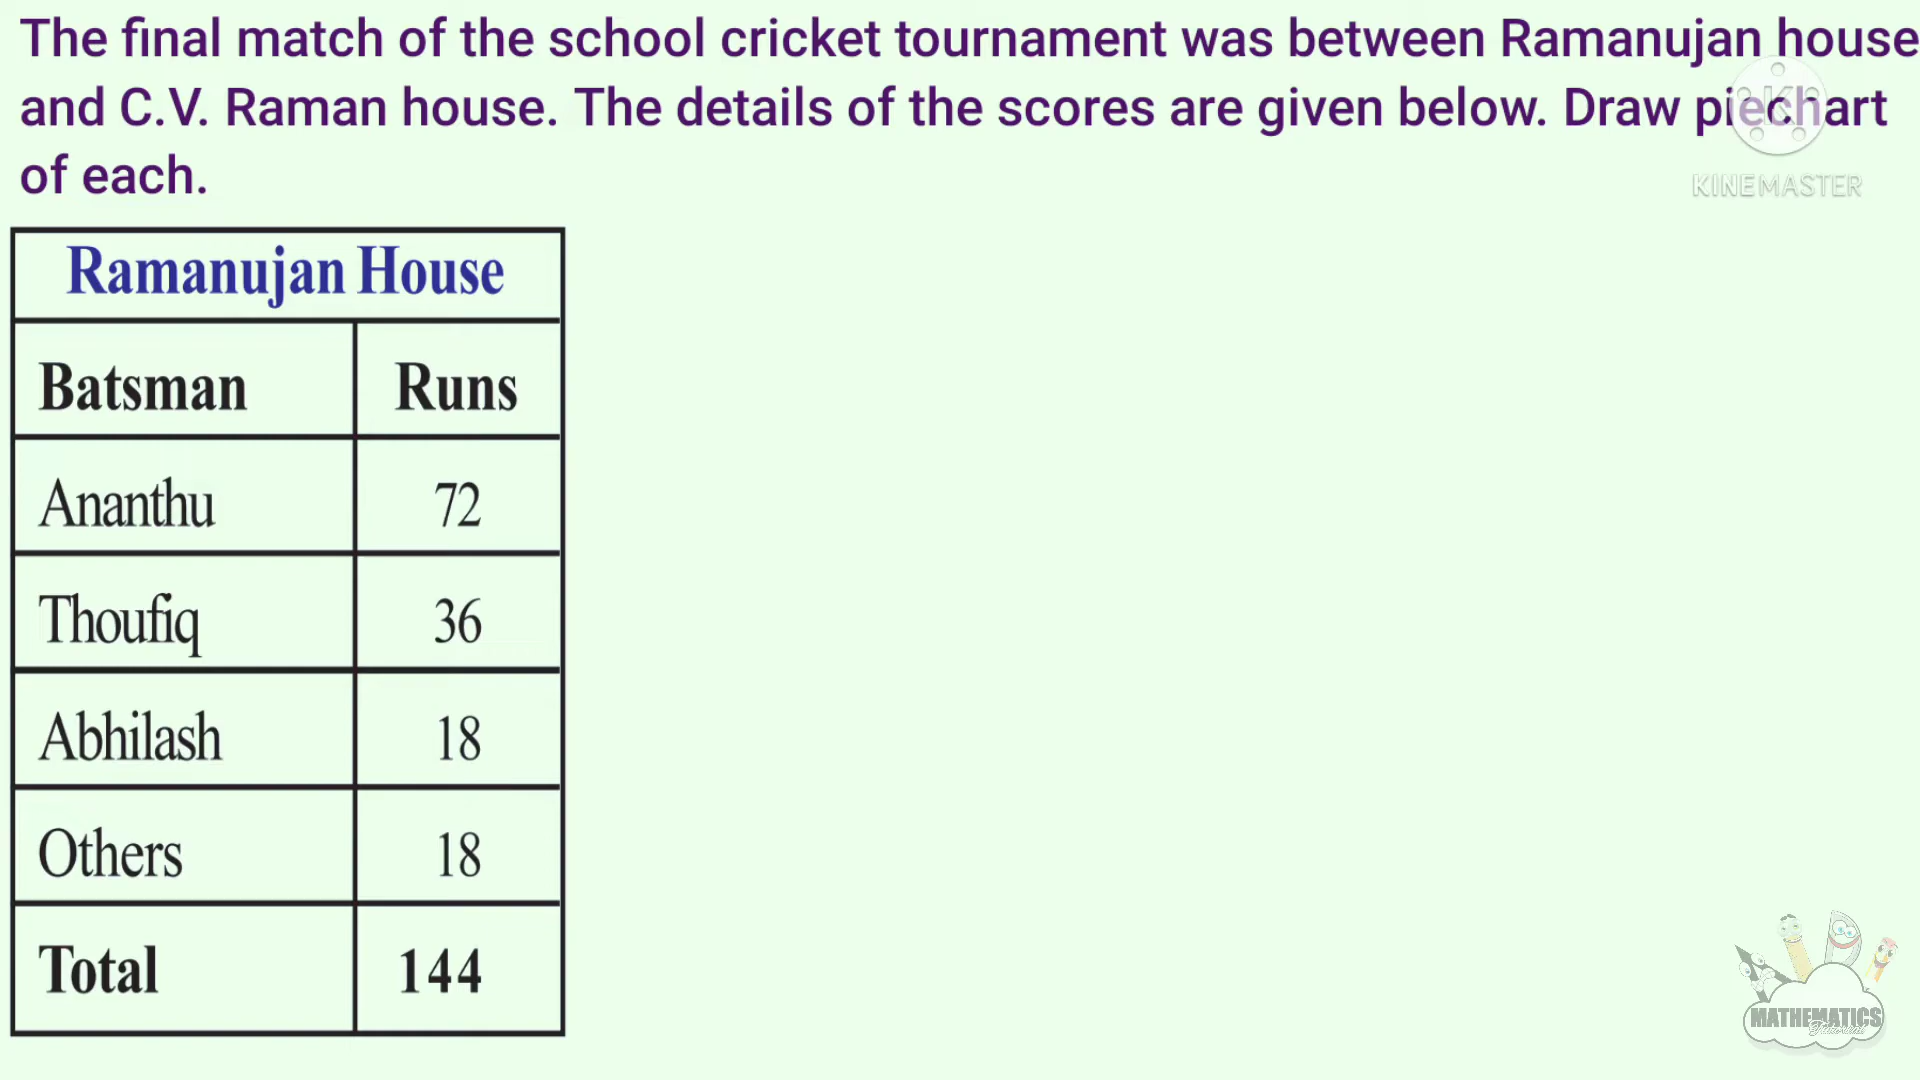 The final match of the school cricket tournament was between Ramanujan house
and C.V. Raman house. The details of the scores are given below. Draw piechart
of each.
KINEMASTER
Ramanujan House
Batsman Runs
Ananthu 72
Thoufiq 36
Abhilash 18
Others 18
Total 144
MATHEMATICS